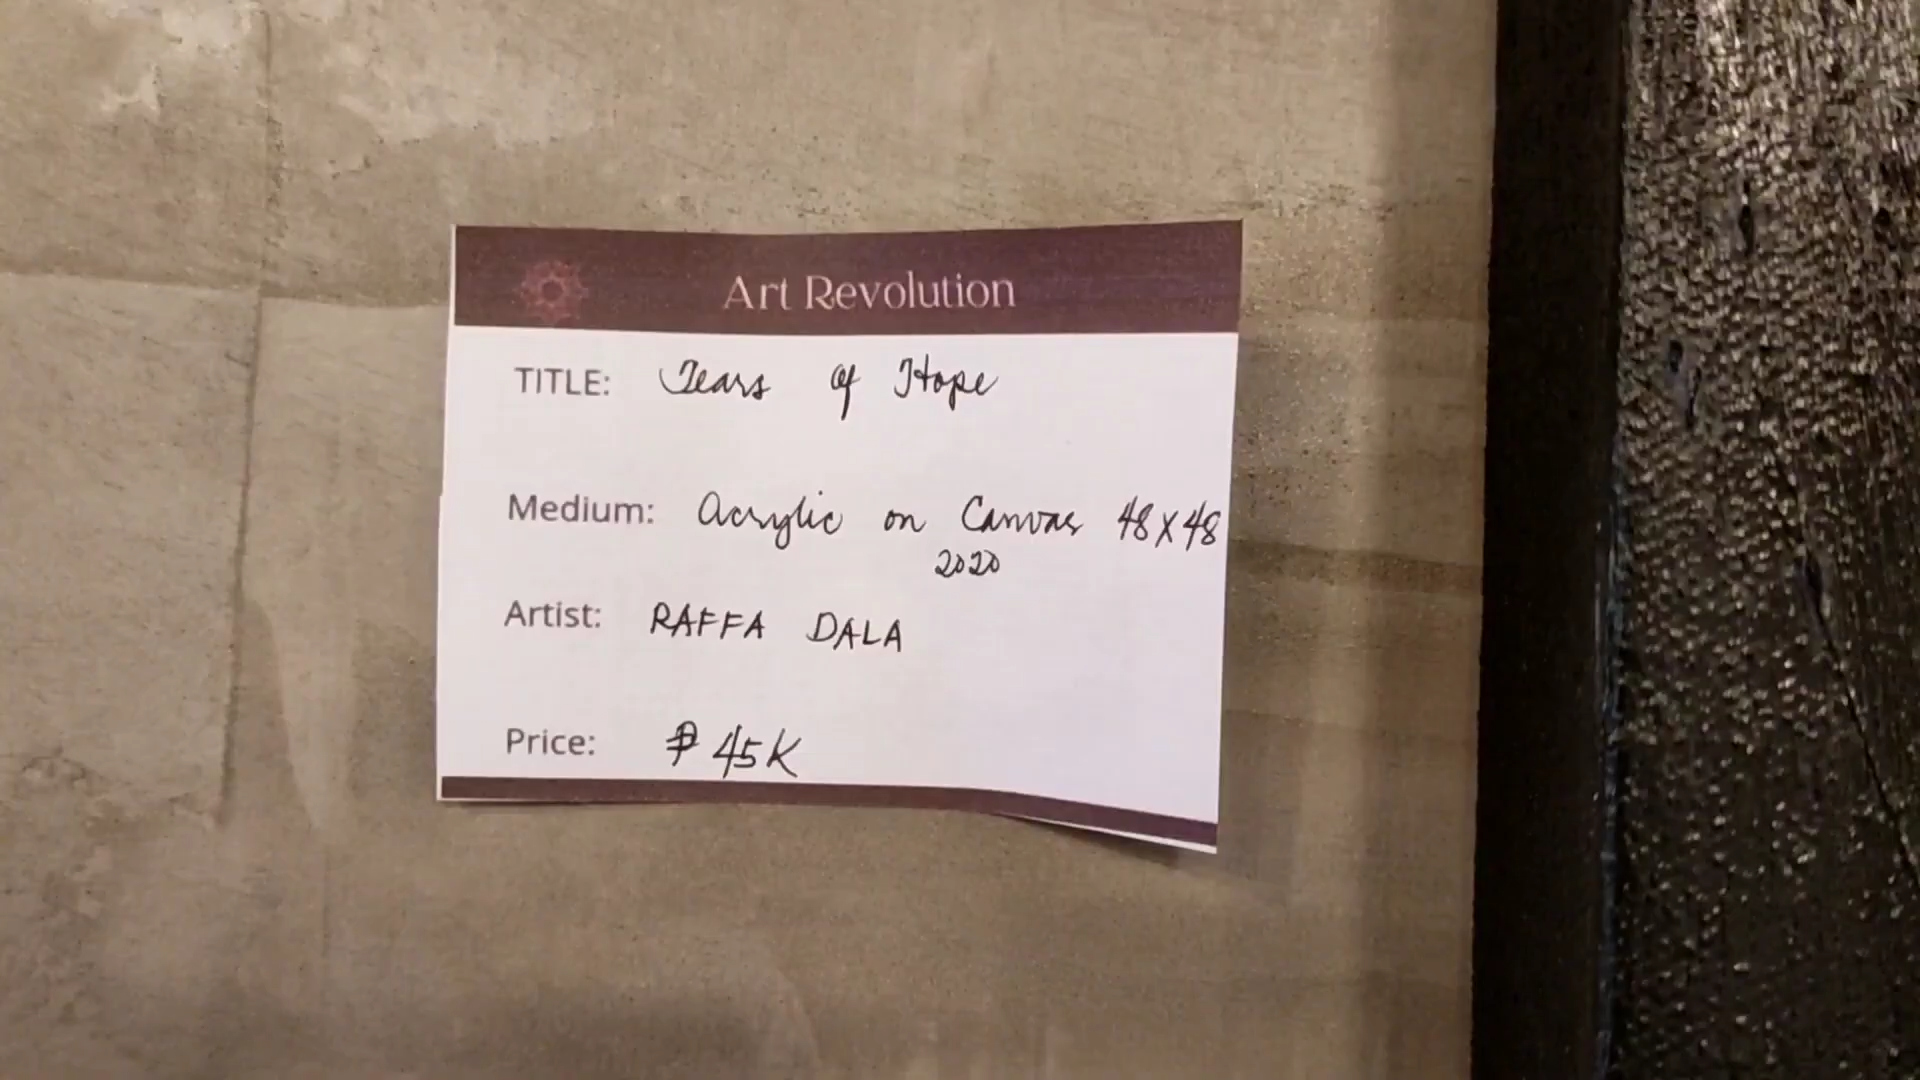 Art Revolution
TITLE: Tears of Hope
Medium: Acrylic on Canvas 48x48
2020
Artist: RAFFA DALA
Price: ₱ 45K